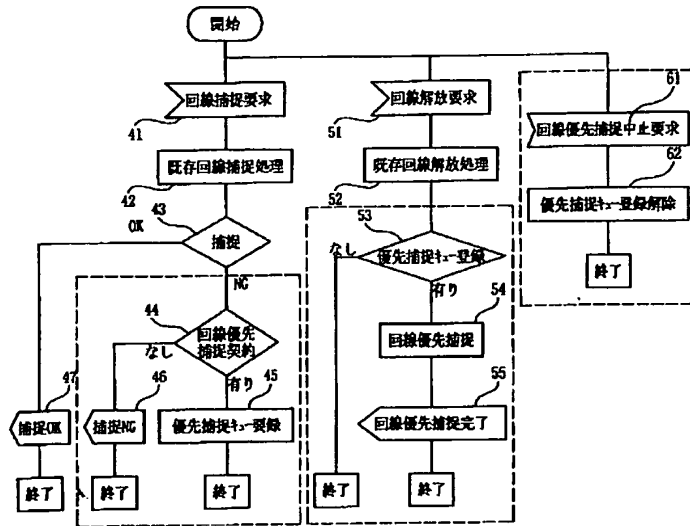 開始
回線捕捉要求
41
既存回線捕捉処理
42
43
OK
捕捉
NG
44
回線優先
捕捉契約
なし
有り
47
捕捉OK
46
捕捉NG
45
優先捕捉キュー登録
終了
終了
終了
回線解放要求
51
既存回線解放処理
52
53
なし
優先捕捉キュー登録
有り
54
回線優先捕捉
55
回線優先捕捉完了
終了
終了
61
回線優先捕捉中止要求
62
優先捕捉キュー登録解除
終了